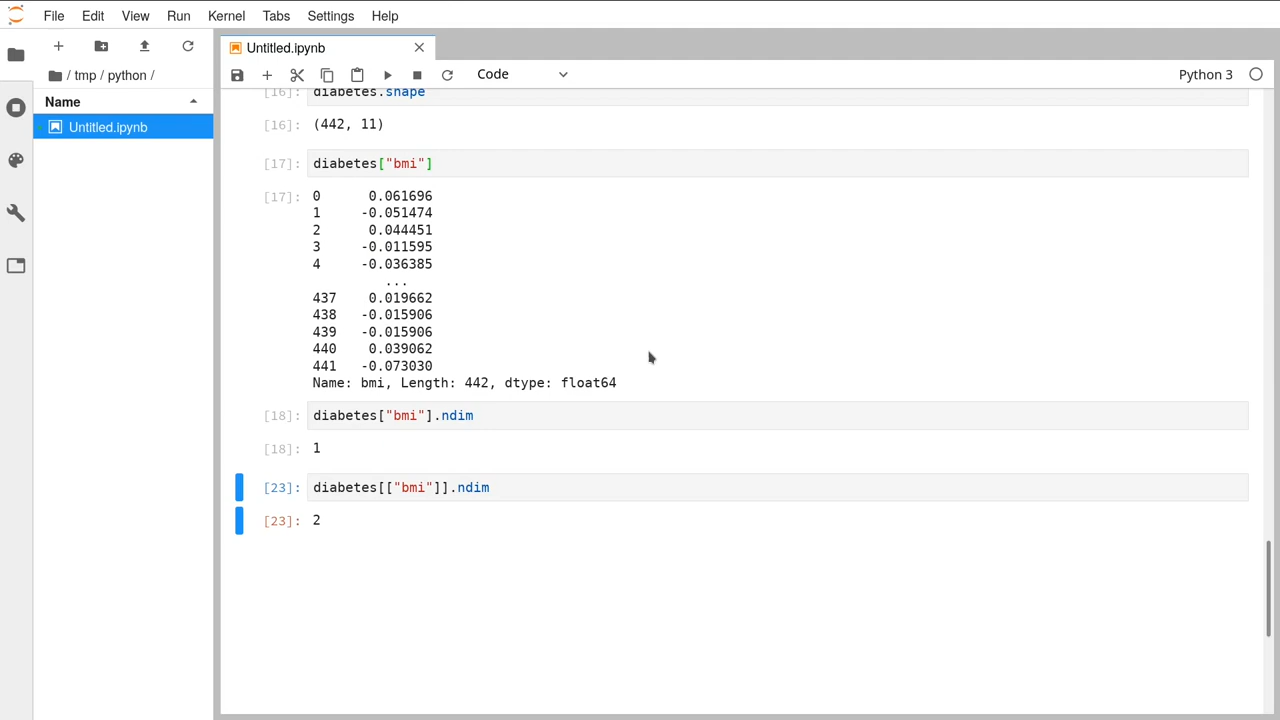 File Edit View Run Kernel Tabs Settings Help
Untitled.ipynb
/ tmp / python /
Code
Python 3
Name
Untitled.ipynb
[16]: diabetes.shape
[16]: (442, 11)
[17]: diabetes["bmi"]
[17]: 0 0.061696
1 -0.051474
2 0.044451
3 -0.011595
4 -0.036385
...
437 0.019662
438 -0.015906
439 -0.015906
440 0.039062
441 -0.073030
Name: bmi, Length: 442, dtype: float64
[18]: diabetes["bmi"].ndim
[18]: 1
[23]: diabetes[["bmi"]].ndim
[23]: 2